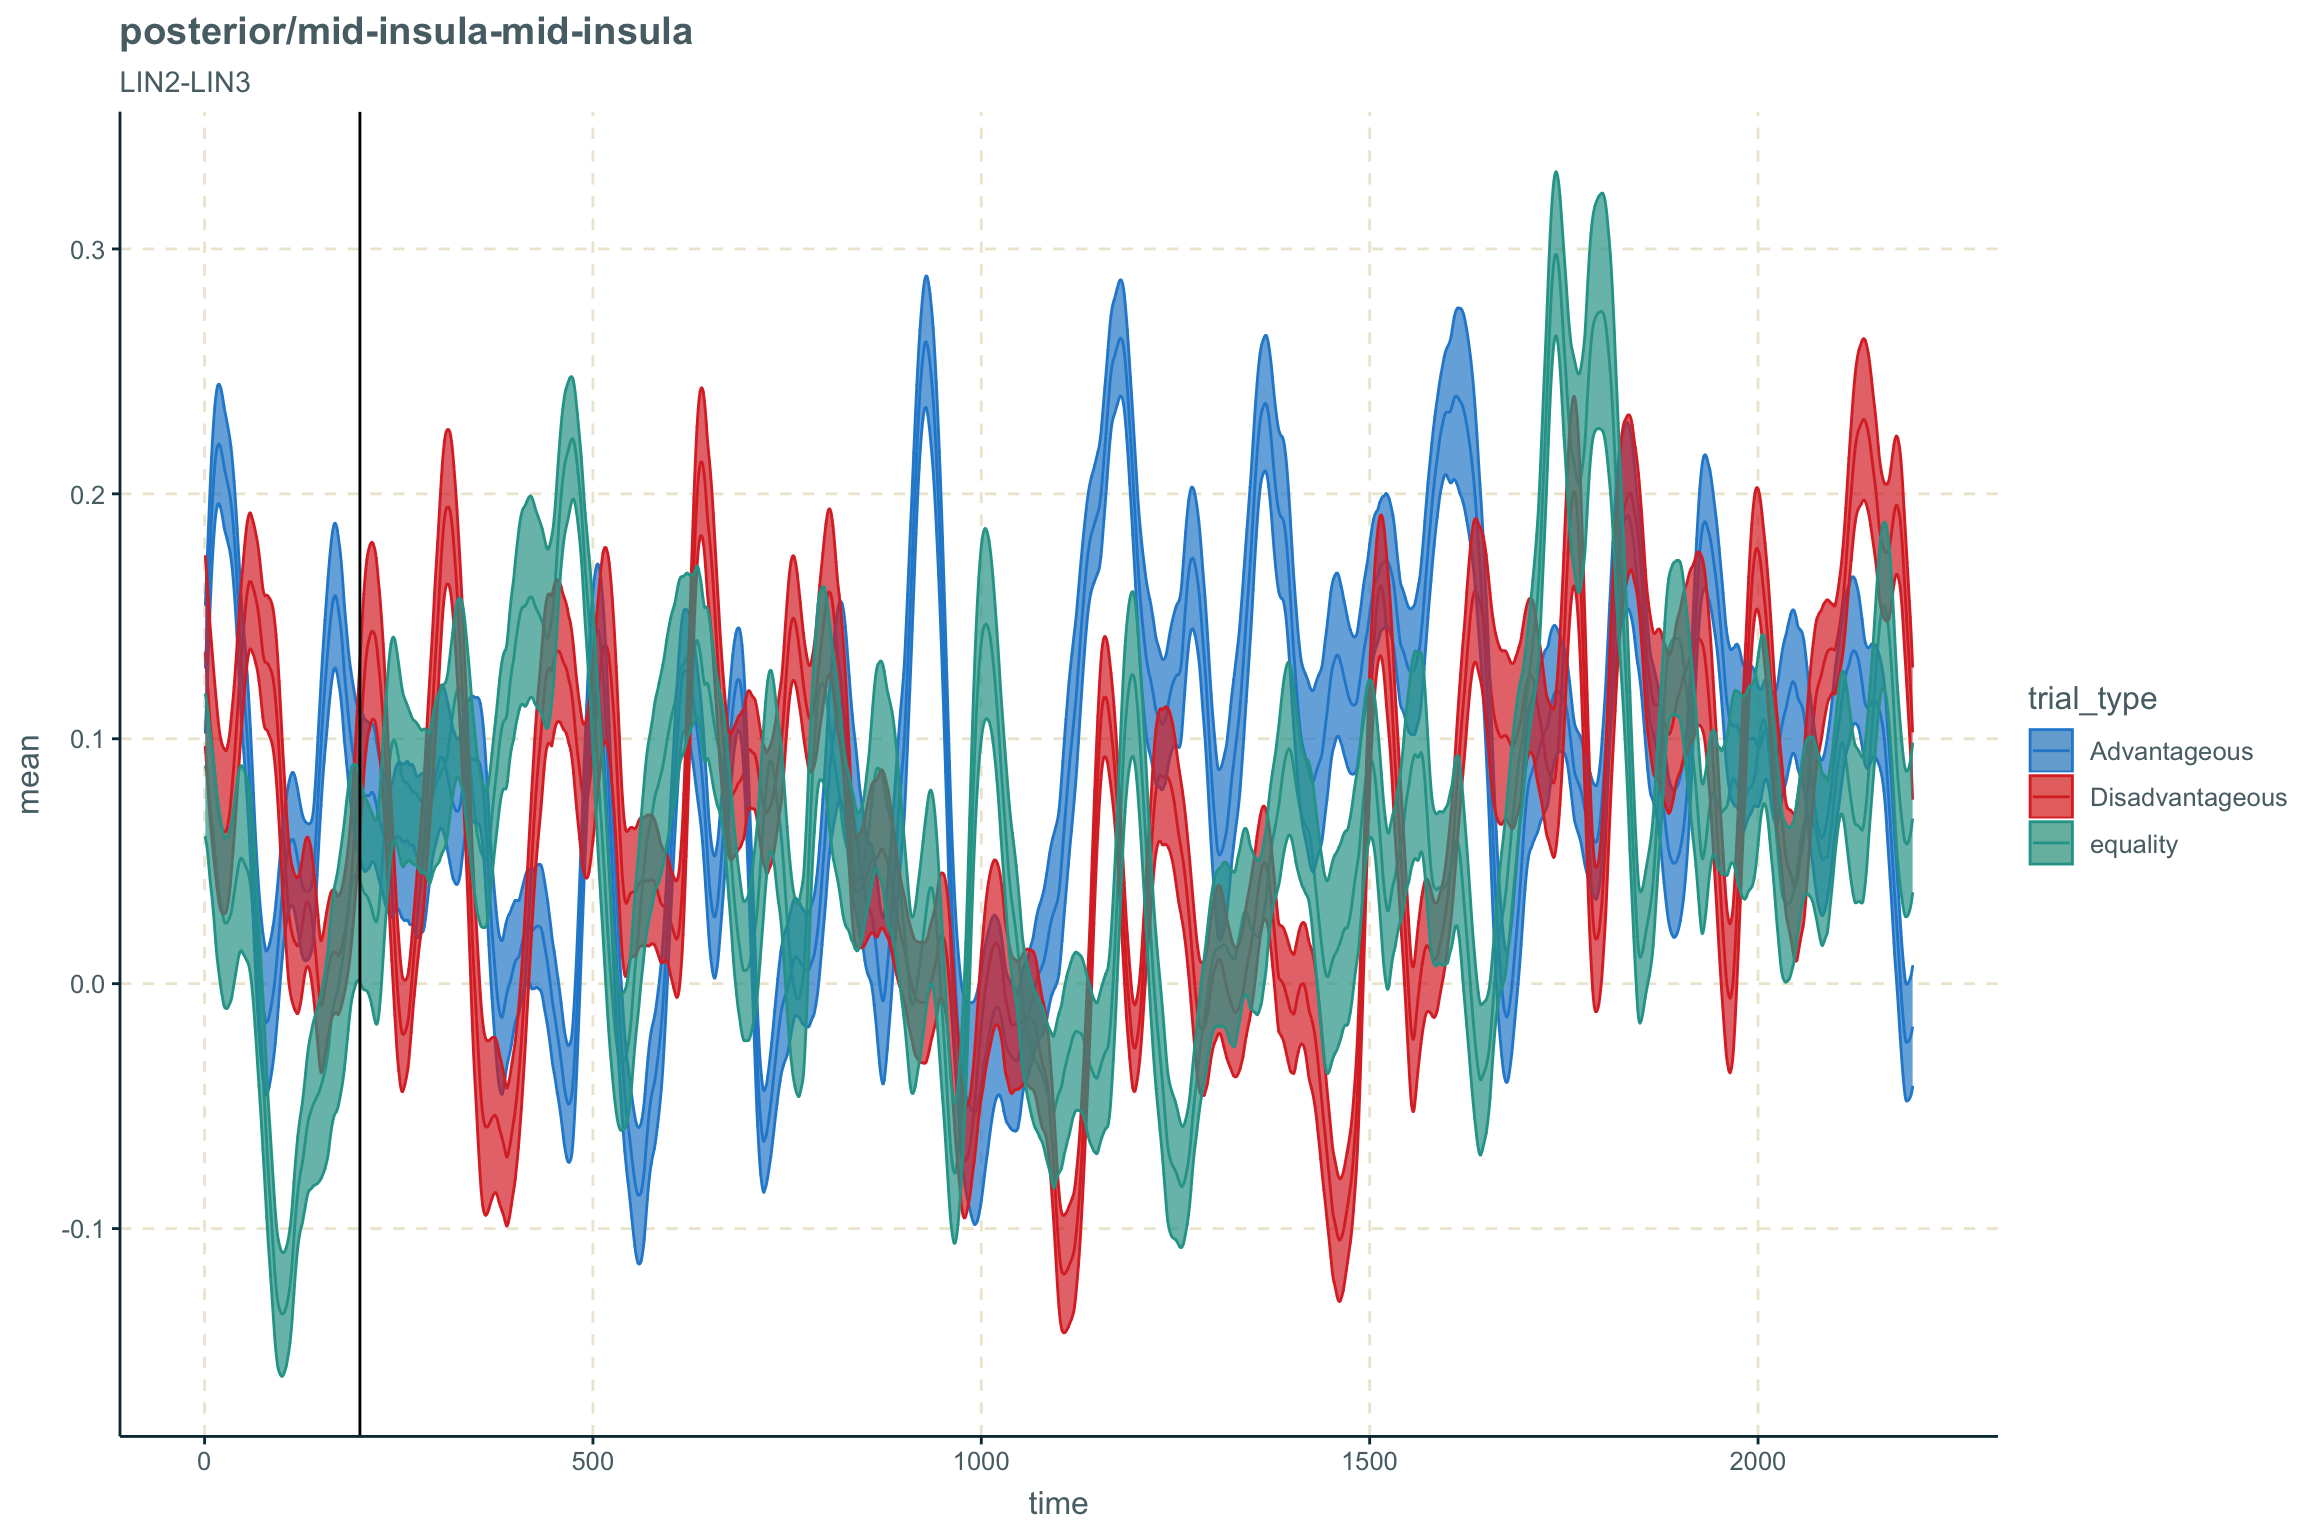 posterior/mid-insula-mid-insula
LIN2-LIN3
mean
0.3
0.2
0.1
0.0
-0.1
0
500
1000
1500
2000
time
trial_type
Advantageous
Disadvantageous
equality